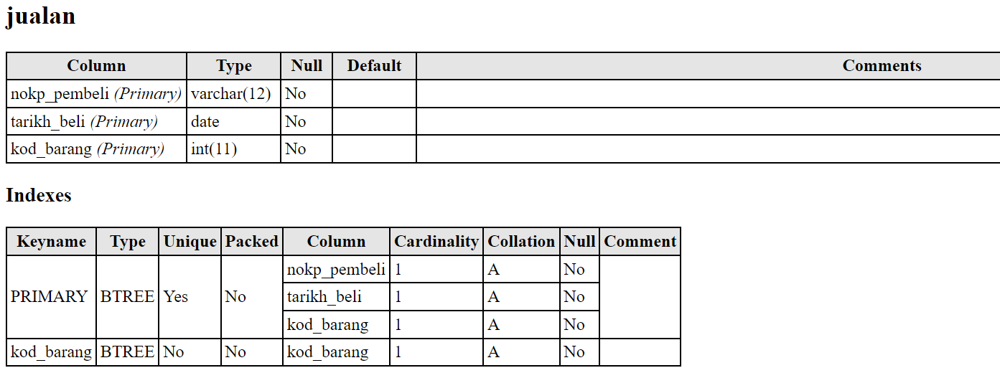 jualan
Column Type Null Default Comments
nokp_pembeli (Primary) varchar(12) No
tarikh_beli (Primary) date No
kod_barang (Primary) int(11) No
Indexes
Keyname Type Unique Packed Column Cardinality Collation Null Comment
PRIMARY BTREE Yes No nokp_pembeli 1 A No
tarikh_beli 1 A No
kod_barang 1 A No
kod_barang BTREE No No kod_barang 1 A No